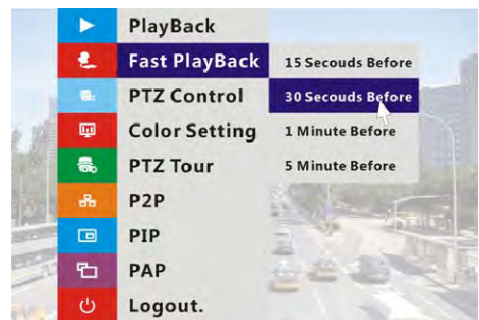 PlayBack
Fast PlayBack
15 Secouds Before
PTZ Control
30 Secouds Before
Color Setting
1 Minute Before
PTZ Tour
5 Minute Before
P2P
PIP
PAP
Logout.